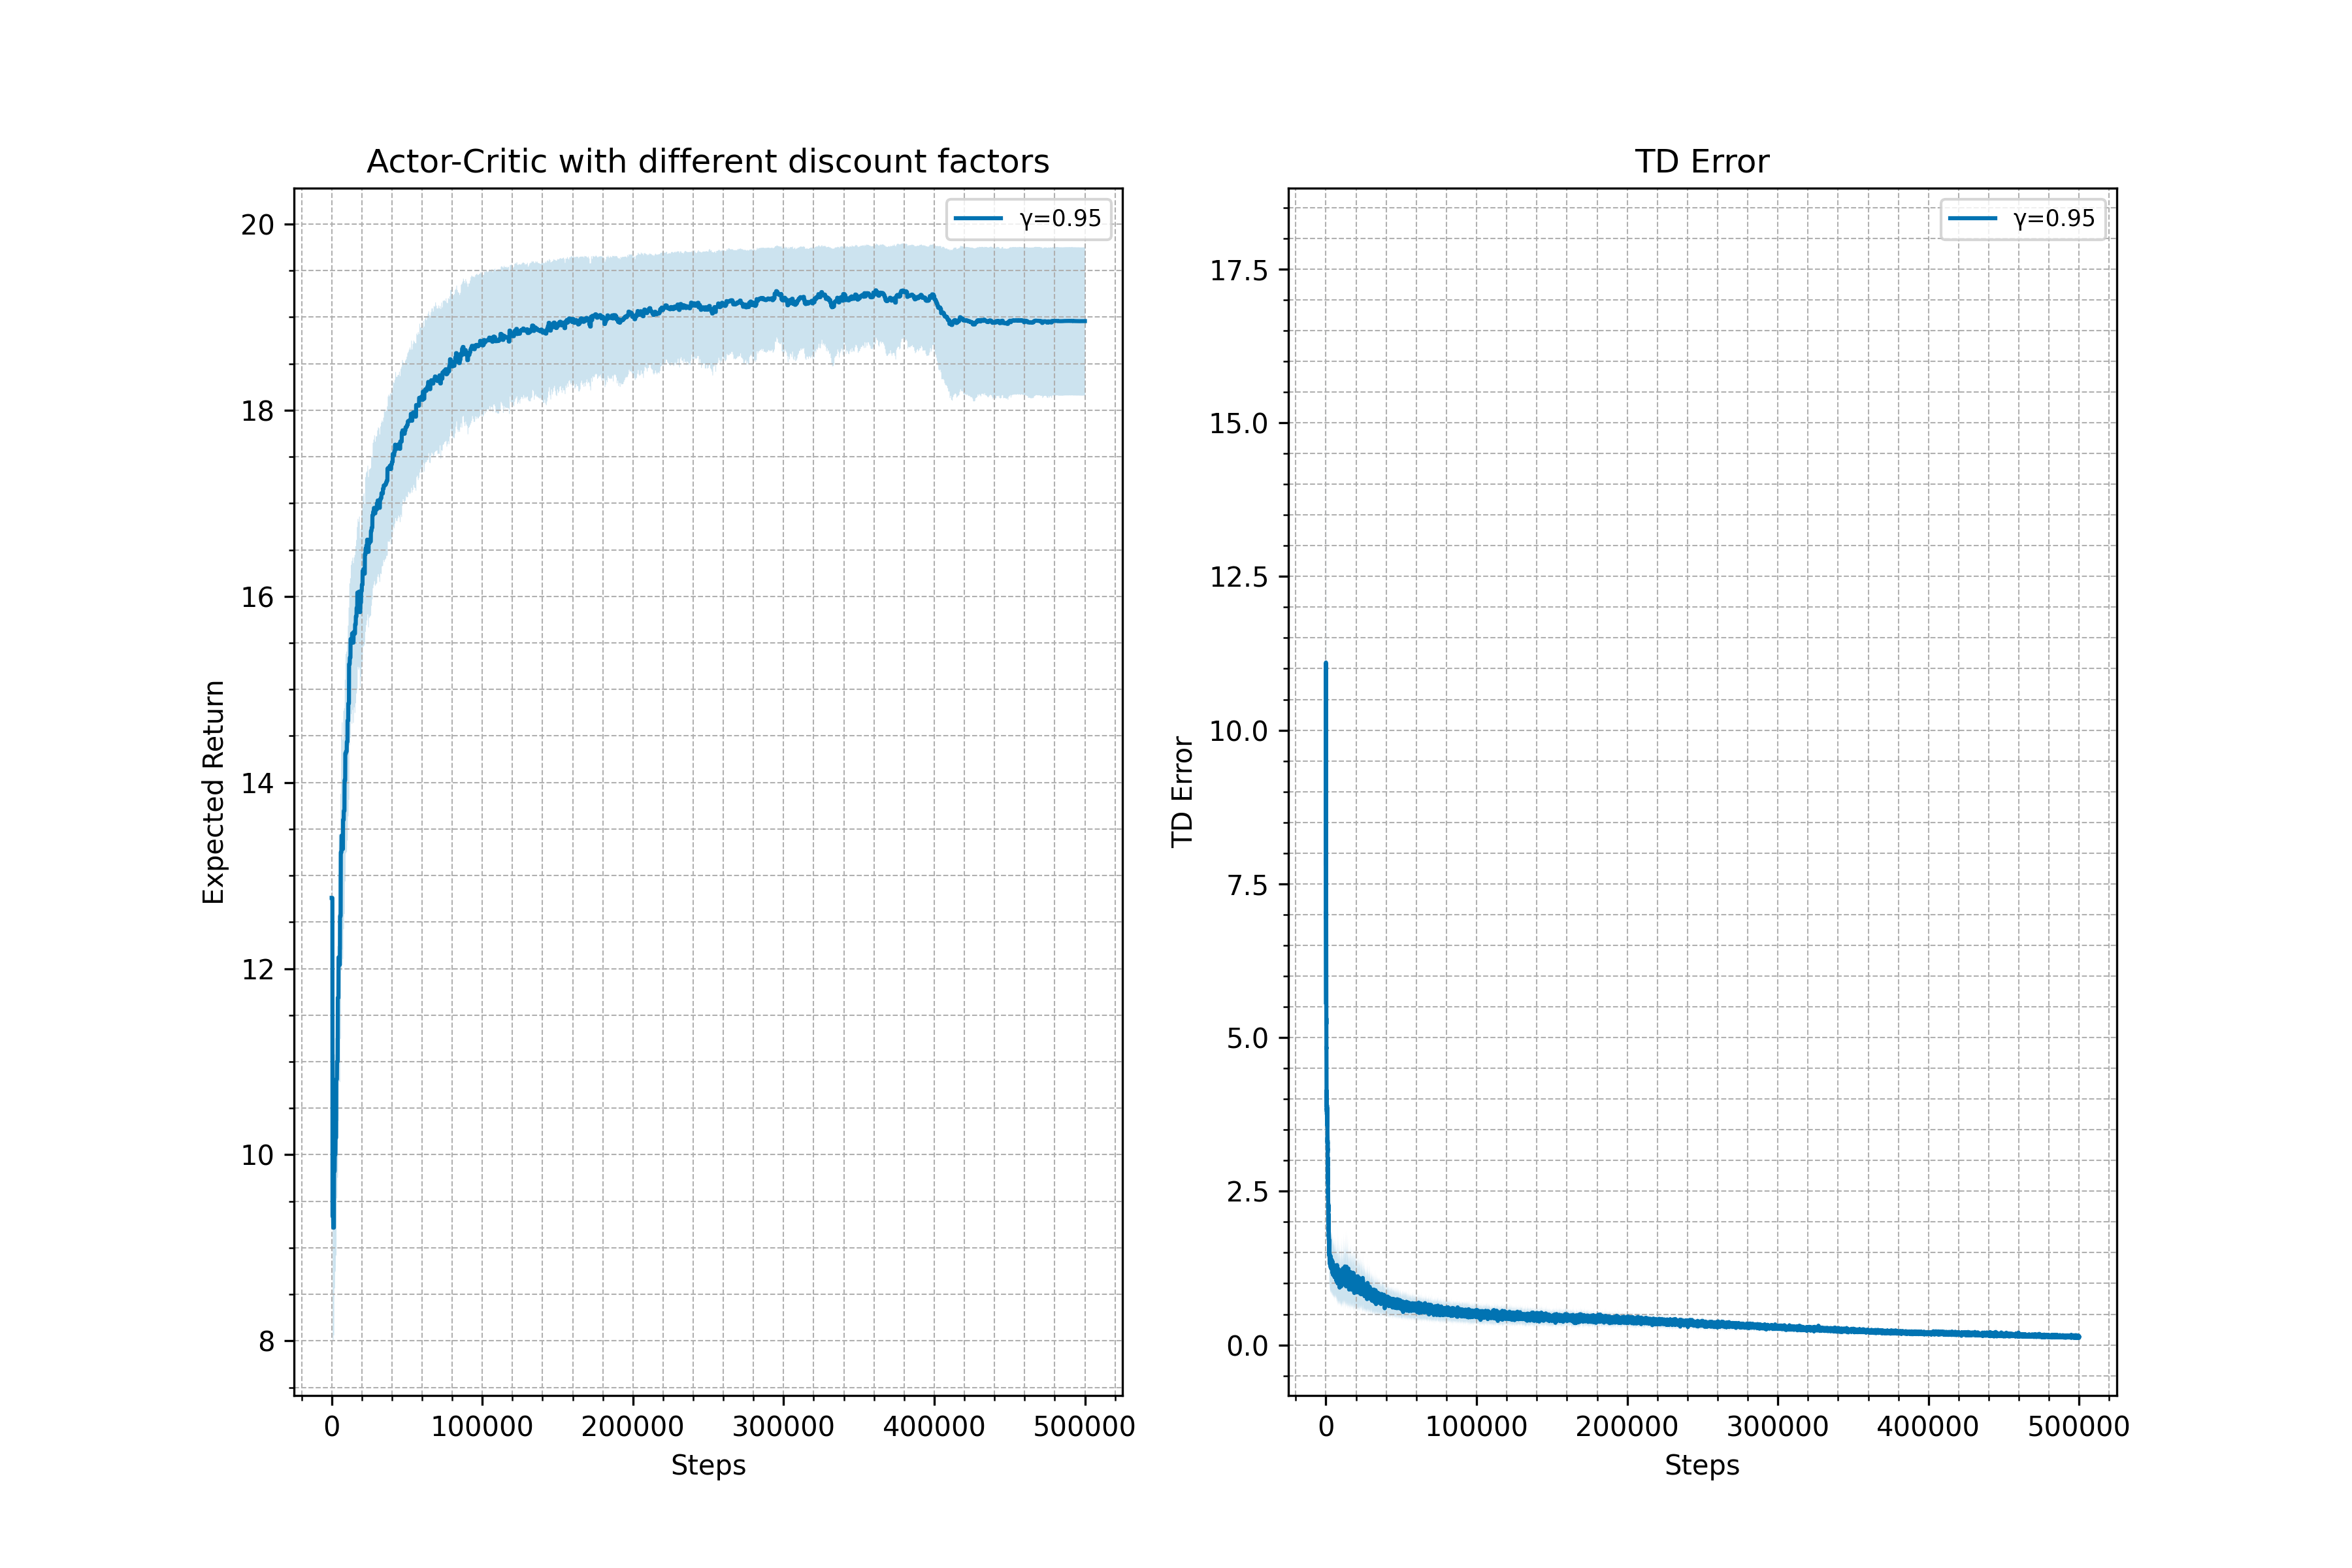 Actor-Critic with different discount factors
γ=0.95
20
18
16
14
12
10
8
Expected Return
0 100000 200000 300000 400000 500000
Steps
TD Error
γ=0.95
17.5
15.0
12.5
10.0
7.5
5.0
2.5
0.0
TD Error
0 100000 200000 300000 400000 500000
Steps